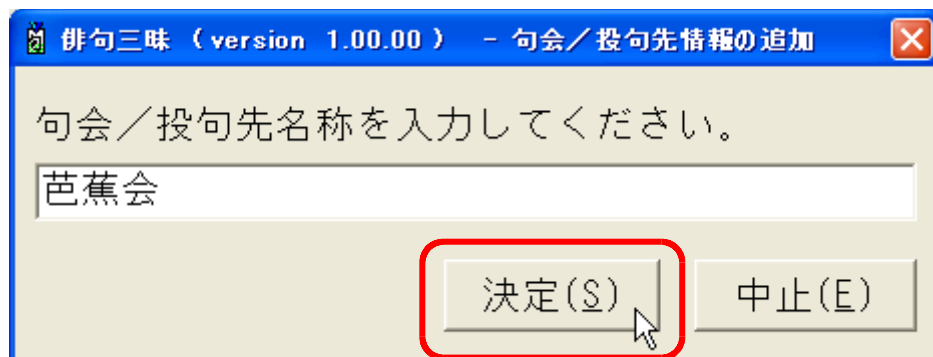 俳句三昧 （version 1.00.00） - 句会／投句先情報の追加
句会／投句先名称を入力してください。
芭蕉会
決定(S) 中止(E)